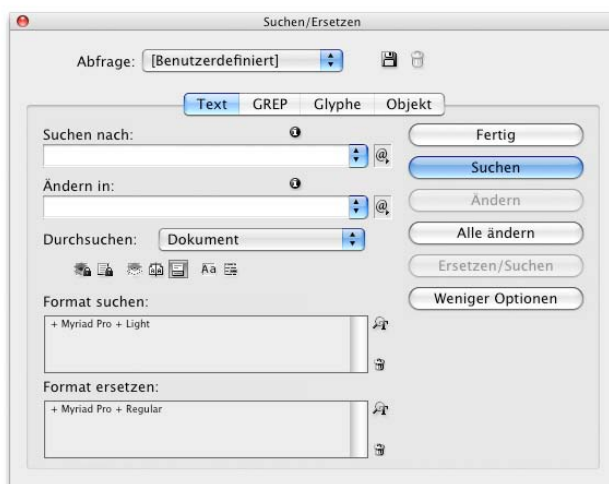 Suchen/Ersetzen
Abfrage: [Benutzerdefiniert]
Text GREP Glyphe Objekt
Suchen nach:
Fertig
Suchen
Ändern in:
Ändern
Durchsuchen: Dokument
Alle ändern
Aa
Ersetzen/Suchen
Format suchen:
Weniger Optionen
+ Myriad Pro + Light
Format ersetzen:
+ Myriad Pro + Regular